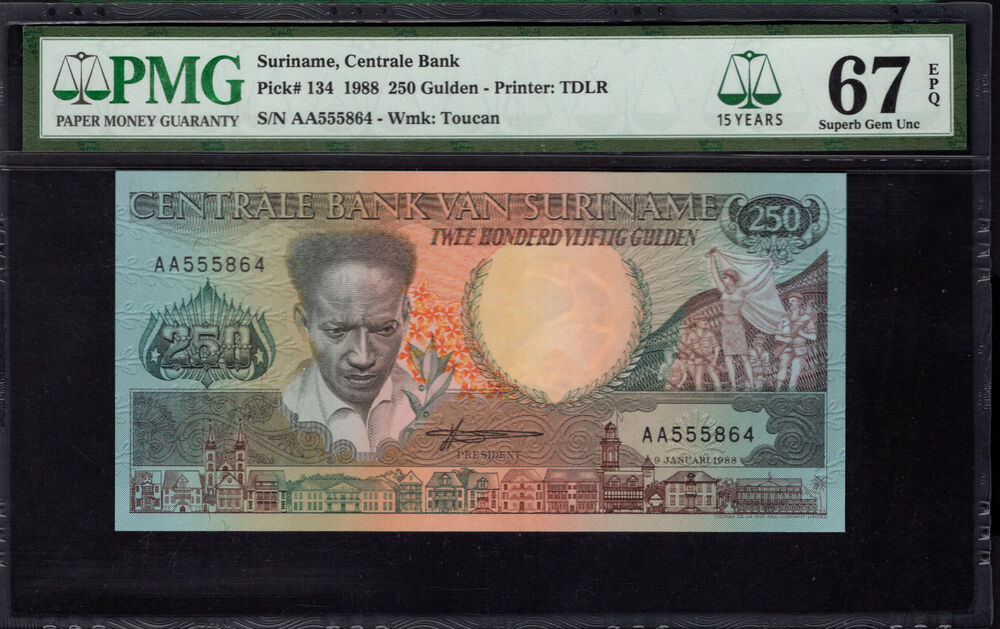 PMG
PAPER MONEY GUARANTY
Suriname, Centrale Bank
Pick# 134 1988 250 Gulden - Printer: TDLR
S/N AA555864 - Wmk: Toucan
15 YEARS
67 EPQ
Superb Gem Unc
CENTRALE BANK VAN SURINAME
250
TWEE HONDERD VIJFTIG GULDEN
AA555864
250
AA555864
PRESIDENT
9 JANUARI 1988